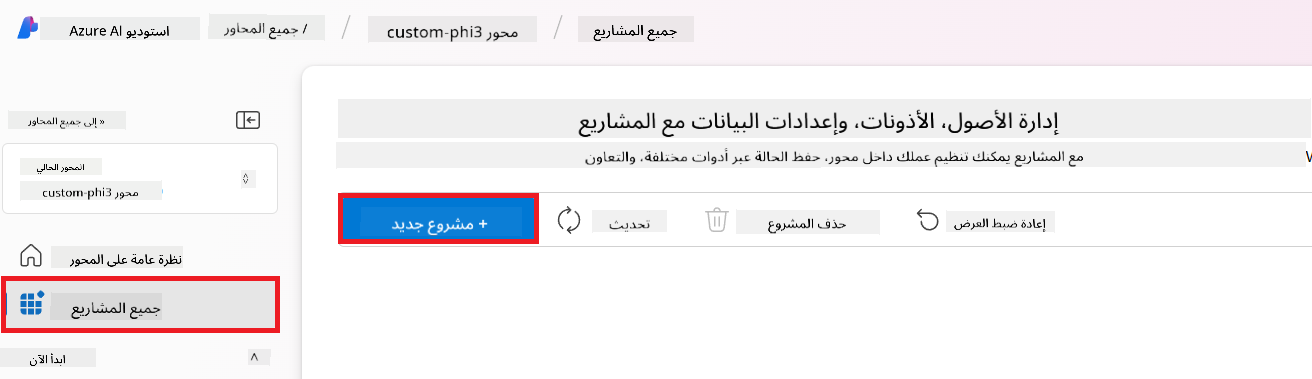 استوديو Azure AI
/ جميع المحاور
/
محور custom-phi3
/
جميع المشاريع
» إلى جميع المحاور
المحور الحالي
محور custom-phi3
نظرة عامة على المحور
جميع المشاريع
ابدأ الآن
إدارة الأصول، الأذونات، وإعدادات البيانات مع المشاريع
مع المشاريع يمكنك تنظيم عملك داخل محور، حفظ الحالة عبر أدوات مختلفة، والتعاون
+ مشروع جديد
تحديث
حذف المشروع
إعادة ضبط العرض